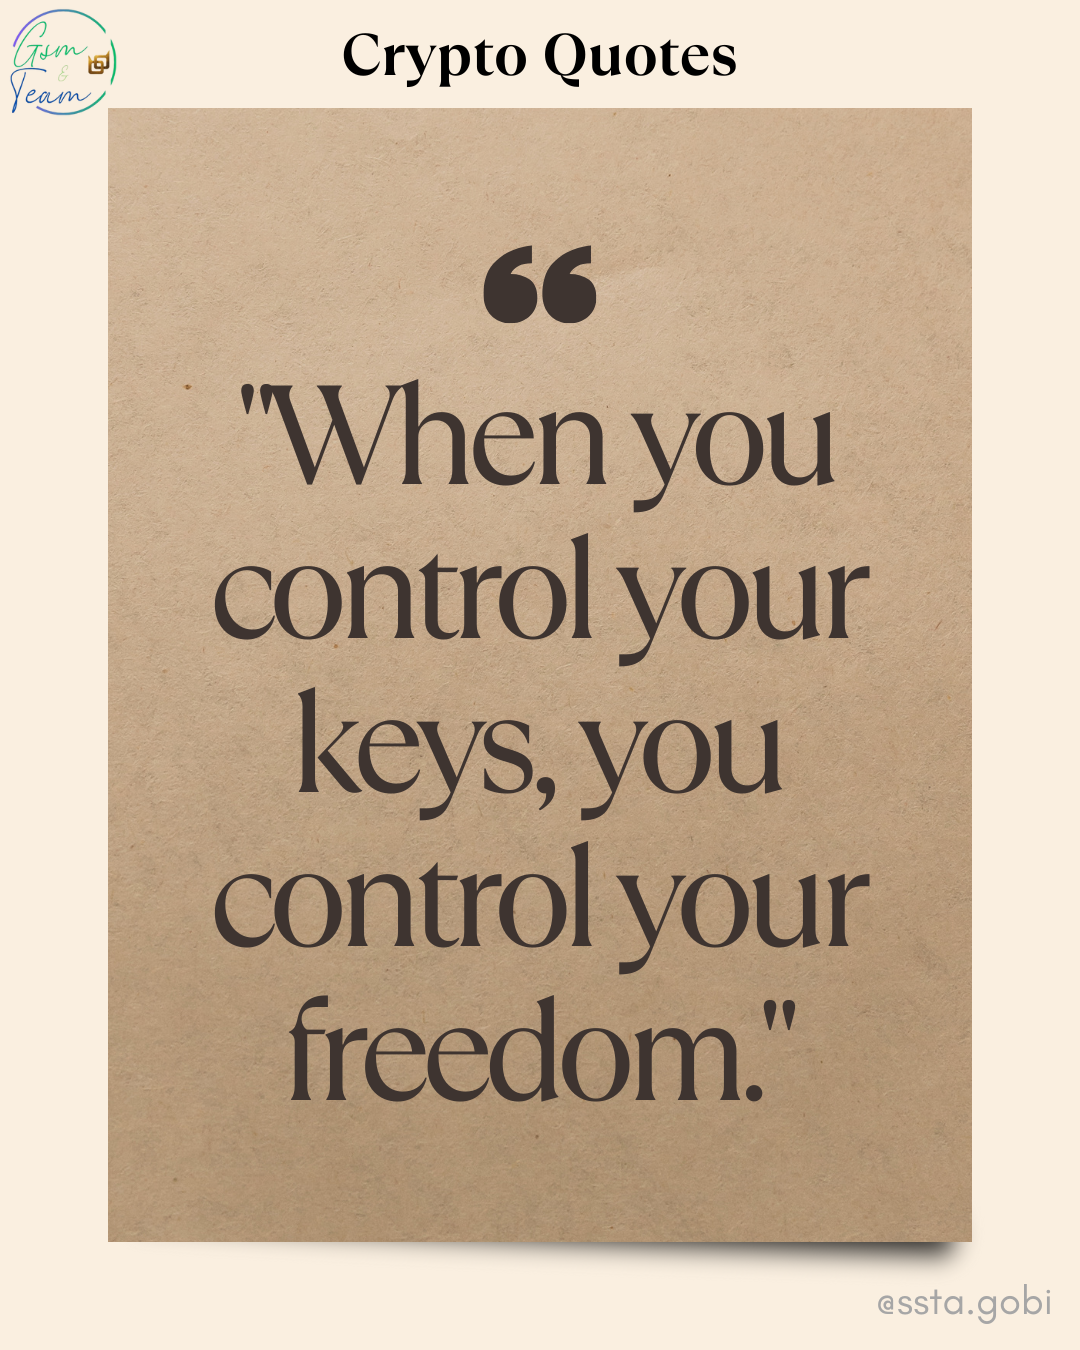 Gsm
&
Team
Crypto Quotes
“
"When you
control your
keys, you
control your
freedom."
@ssta.gobi